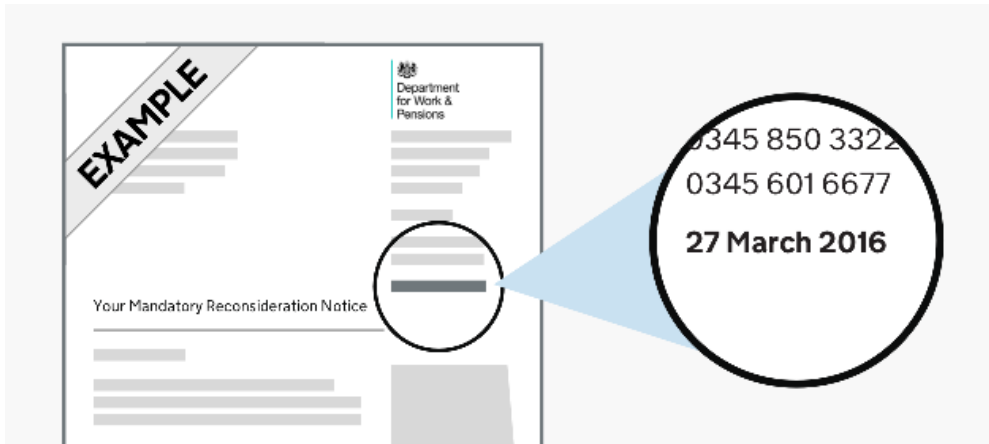 EXAMPLE
Department
for Work &
Pensions
Your Mandatory Reconsideration Notice
0345 850 3322
0345 601 6677
27 March 2016